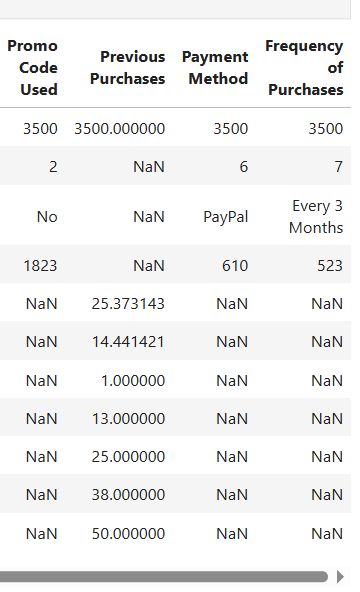 Promo Code Used Previous Purchases Payment Method Frequency of Purchases
3500 3500.000000 3500 3500
2 NaN 6 7
No NaN PayPal Every 3 Months
1823 NaN 610 523
NaN 25.373143 NaN NaN
NaN 14.441421 NaN NaN
NaN 1.000000 NaN NaN
NaN 13.000000 NaN NaN
NaN 25.000000 NaN NaN
NaN 38.000000 NaN NaN
NaN 50.000000 NaN NaN